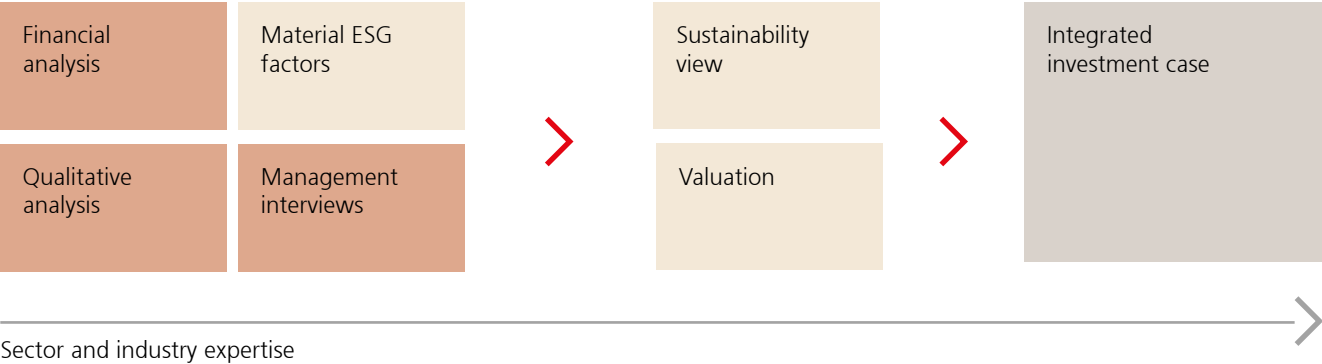 Financial
analysis
Material ESG
factors
Qualitative
analysis
Management
interviews
Sustainability
view
Valuation
Integrated
investment case
Sector and industry expertise